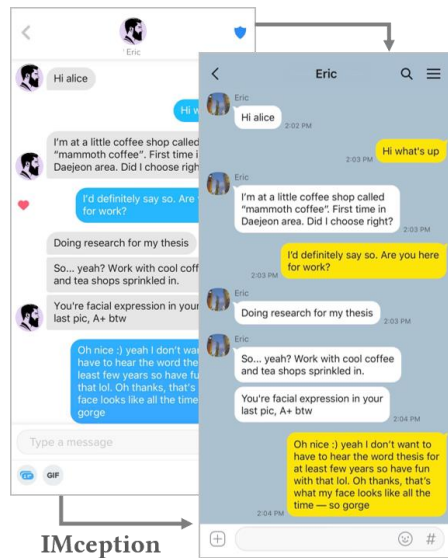 Eric
Hi alice
Hi w
I'm at a little coffee shop called
"mammoth coffee". First time i
Daejeon area. Did I choose righ
I'd definitely say so. Are y
for work?
Doing research for my thesis
So... yeah? Work with cool coff
and tea shops sprinkled in.
You're facial expression in your
last pic, A+ btw
Oh nice :) yeah I don't wan
have to hear the word the
least few years so have fu
with that lol. Oh thanks, that's
face looks like all the time
gorge
Type a message
GIF
Eric
Eric
Hi alice
2:02 PM
Hi what's up
2:03 PM
Eric
I'm at a little coffee shop called
"mammoth coffee". First time in
Daejeon area. Did I choose right?
2:03 PM
I'd definitely say so. Are you here
for work?
2:03 PM
Eric
Doing research for my thesis
2:03 PM
Eric
So... yeah? Work with cool coffee
and tea shops sprinkled in.
You're facial expression in your
last pic, A+ btw
2:04 PM
Oh nice :) yeah I don't want to
have to hear the word thesis for
at least few years so have fun
with that lol. Oh thanks, that's
what my face looks like all the
time — so gorge
2:04 PM
#
IMception